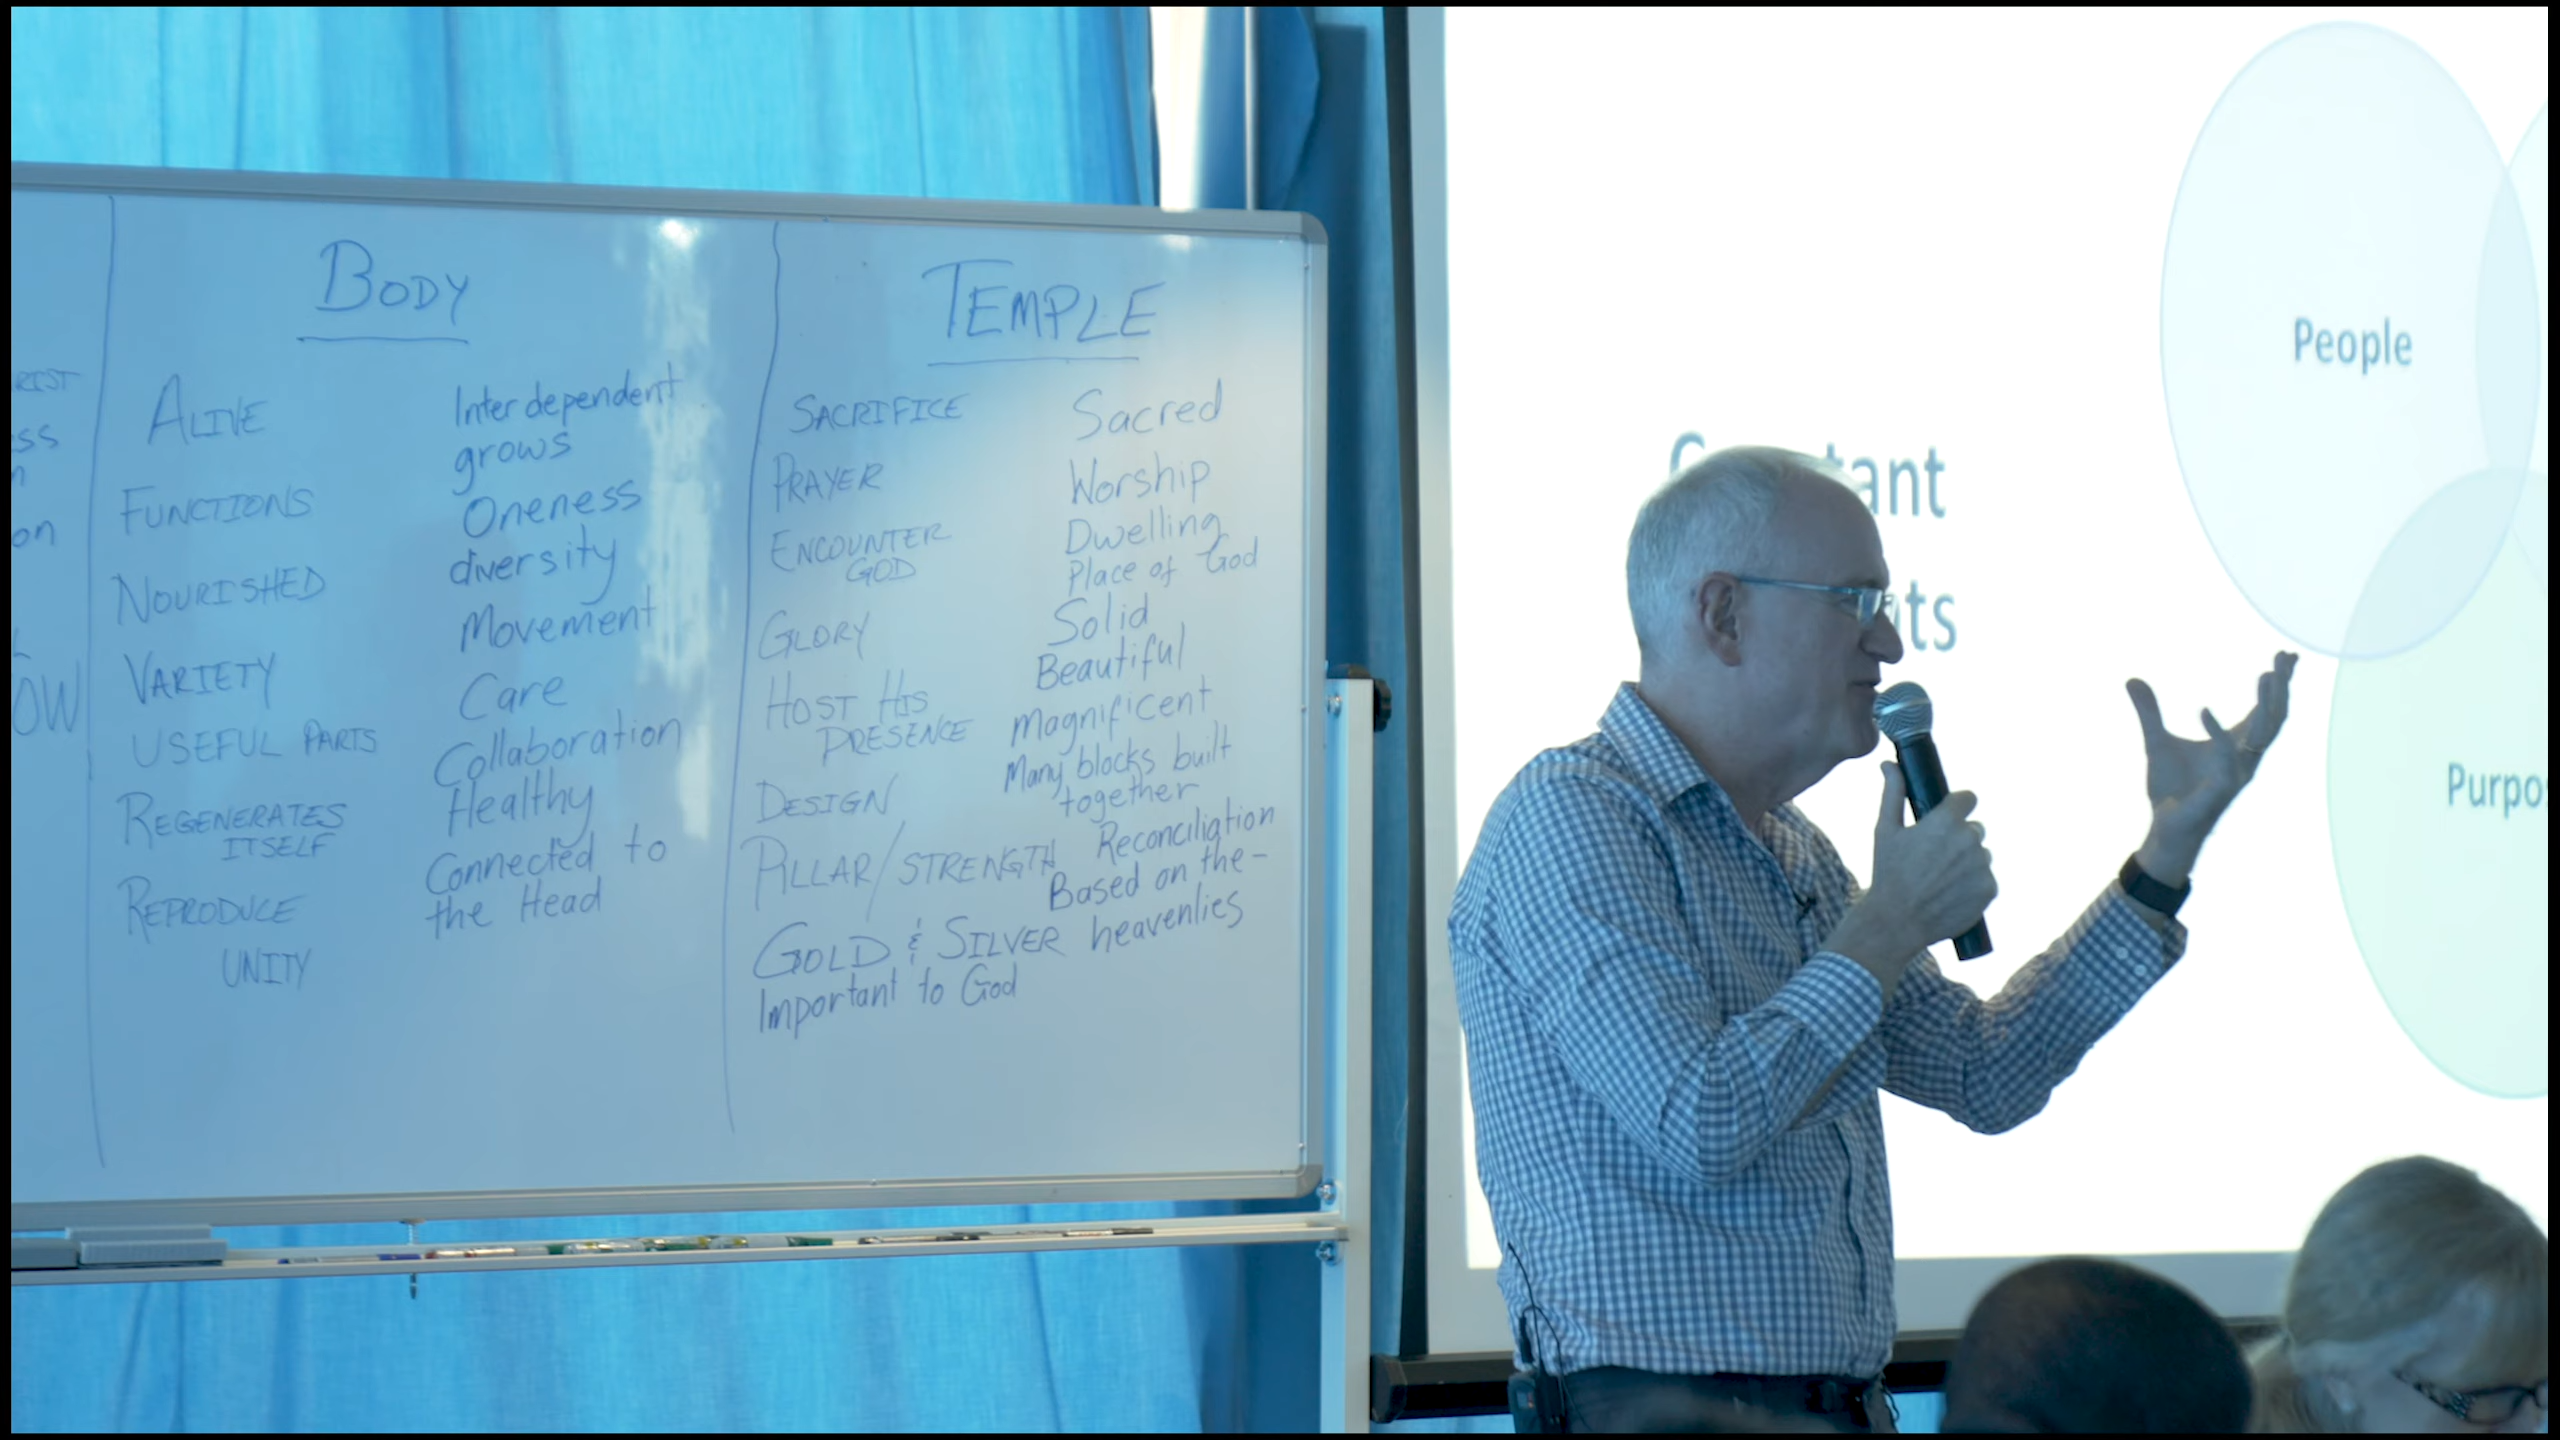 BODY
ALIVE
FUNCTIONS
NOURISHED
VARIETY
USEFUL PARTS
REGENERATES
ITSELF
REPRODUCE
UNITY
Interdependent
grows
Oneness
diversity
Movement
Care
Collaboration
Healthy
Connected to
the Head
TEMPLE
SACRIFICE
PRAYER
ENCOUNTER
GOD
GLORY
HOST HIS
PRESENCE
DESIGN
PILLAR/STRENGTH
GOLD & SILVER
Important to God
Sacred
Worship
Dwelling
Place of God
Solid
Beautiful
Magnificent
Many blocks built
together
Reconciliation
Based on the-
heavenlies
People